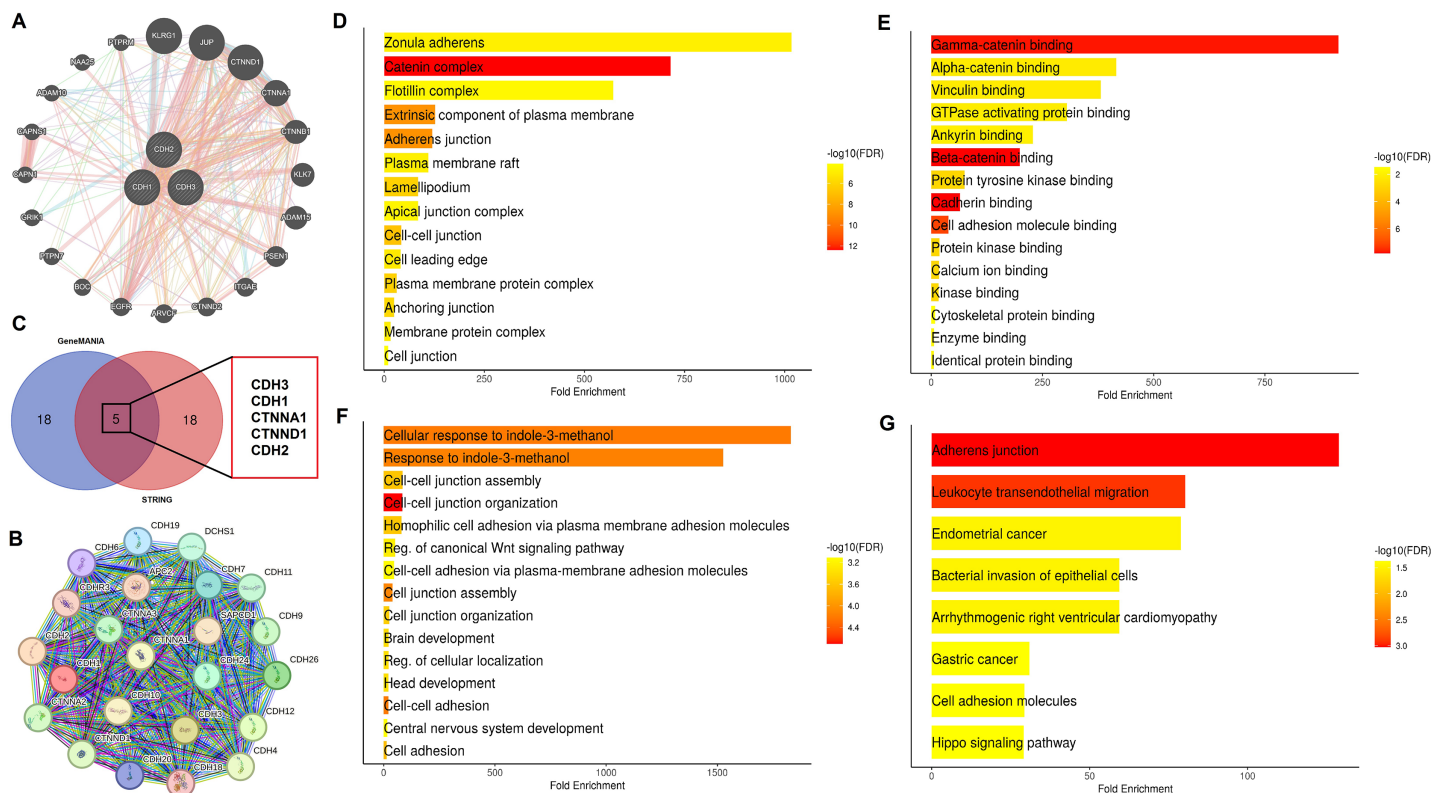 A
KLRG1
JUP
CTNND1
CTNNA1
CTNNB1
KLK7
ADAM15
PSEN1
ITGAE
CTNND2
ARVCF
EGFR
BOC
PTPN7
GRIK1
CAPN1
CAPNS1
ADAM10
NAA25
PTPRM
CDH2
CDH1
CDH3
C
GeneMANIA
18
5
18
STRING
CDH3
CDH1
CTNNA1
CTNND1
CDH2
B
CDH19
DCHS1
CDH6
APC2
CDH7
CDH11
CDHR3
CTNNA3
SAPCD1
CDH9
CDH2
CTNNA1
CDH1
CDH24
CDH26
CTNNA2
CDH10
CDH3
CDH12
CTNND1
CDH4
CDH20
CDH18
D
Zonula adherens
Catenin complex
Flotillin complex
Extrinsic component of plasma membrane
Adherens junction
Plasma membrane raft
Lamellipodium
Apical junction complex
Cell-cell junction
Cell leading edge
Plasma membrane protein complex
Anchoring junction
Membrane protein complex
Cell junction
0 250 500 750 1000
Fold Enrichment
-log10(FDR)
6
8
10
12
E
Gamma-catenin binding
Alpha-catenin binding
Vinculin binding
GTPase activating protein binding
Ankyrin binding
Beta-catenin binding
Protein tyrosine kinase binding
Cadherin binding
Cell adhesion molecule binding
Protein kinase binding
Calcium ion binding
Kinase binding
Cytoskeletal protein binding
Enzyme binding
Identical protein binding
0 250 500 750
Fold Enrichment
-log10(FDR)
2
4
6
F
Cellular response to indole-3-methanol
Response to indole-3-methanol
Cell-cell junction assembly
Cell-cell junction organization
Homophilic cell adhesion via plasma membrane adhesion molecules
Reg. of canonical Wnt signaling pathway
Cell-cell adhesion via plasma-membrane adhesion molecules
Cell junction assembly
Cell junction organization
Brain development
Reg. of cellular localization
Head development
Cell-cell adhesion
Central nervous system development
Cell adhesion
0 500 1000 1500
Fold Enrichment
-log10(FDR)
3.2
3.6
4.0
4.4
G
Adherens junction
Leukocyte transendothelial migration
Endometrial cancer
Bacterial invasion of epithelial cells
Arrhythmogenic right ventricular cardiomyopathy
Gastric cancer
Cell adhesion molecules
Hippo signaling pathway
0 50 100
Fold Enrichment
-log10(FDR)
1.5
2.0
2.5
3.0